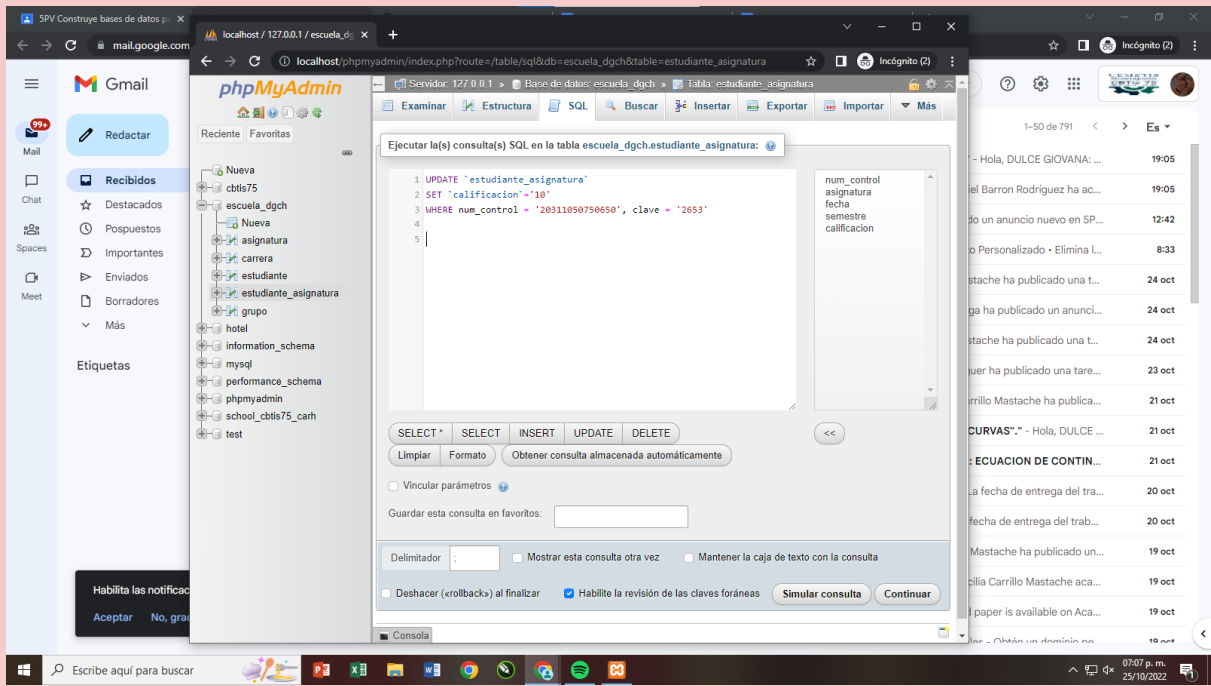 5PV Construye bases de datos p
mail.google.com
Incógnito (2)
Gmail
Redactar
99+
Mail
Chat
Spaces
Meet
Recibidos
Destacados
Pospuestos
Importantes
Enviados
Borradores
Más
Etiquetas
Habilita las notificac
Aceptar No, gra
localhost / 127.0.0.1 / escuela_dg
localhost/phpmyadmin/index.php?route=/table/sql&db=escuela_dgch&table=estudiante_asignatura
Incógnito (2)
phpMyAdmin
Reciente Favoritas
Nueva
cbtis75
escuela_dgch
Nueva
asignatura
carrera
estudiante
estudiante_asignatura
grupo
hotel
information_schema
mysql
performance_schema
phpmyadmin
school_cbtis75_carh
test
Servidor: 127.0.0.1 » Base de datos: escuela_dgch » Tabla: estudiante_asignatura
Examinar Estructura SQL Buscar Insertar Exportar Importar Más
Ejecutar la(s) consulta(s) SQL en la tabla escuela_dgch.estudiante_asignatura:
1 UPDATE `estudiante_asignatura`
2 SET `calificacion`='10'
3 WHERE num_control = '20311050750650', clave = '2653'
4
5
num_control
asignatura
fecha
semestre
calificacion
SELECT * SELECT INSERT UPDATE DELETE <<
Limpiar Formato Obtener consulta almacenada automáticamente
Vincular parámetros
Guardar esta consulta en favoritos:
Delimitador ; Mostrar esta consulta otra vez Mantener la caja de texto con la consulta
Deshacer («rollback») al finalizar Habilite la revisión de las claves foráneas Simular consulta Continuar
Consola
1–50 de 791 Es
- Hola, DULCE GIOVANA: ... 19:05
iel Barron Rodríguez ha ac... 19:05
do un anuncio nuevo en 5P... 12:42
o Personalizado • Elimina l... 8:33
stache ha publicado una t... 24 oct
ga ha publicado un anunci... 24 oct
stache ha publicado una t... 24 oct
uer ha publicado una tare... 23 oct
rrillo Mastache ha publica... 21 oct
CURVAS"." - Hola, DULCE ... 21 oct
: ECUACION DE CONTIN... 21 oct
La fecha de entrega del tra... 20 oct
fecha de entrega del trab... 20 oct
Mastache ha publicado un... 19 oct
cilia Carrillo Mastache aca... 19 oct
d paper is available on Aca... 19 oct
Escribe aquí para buscar
07:07 p. m.
25/10/2022
1